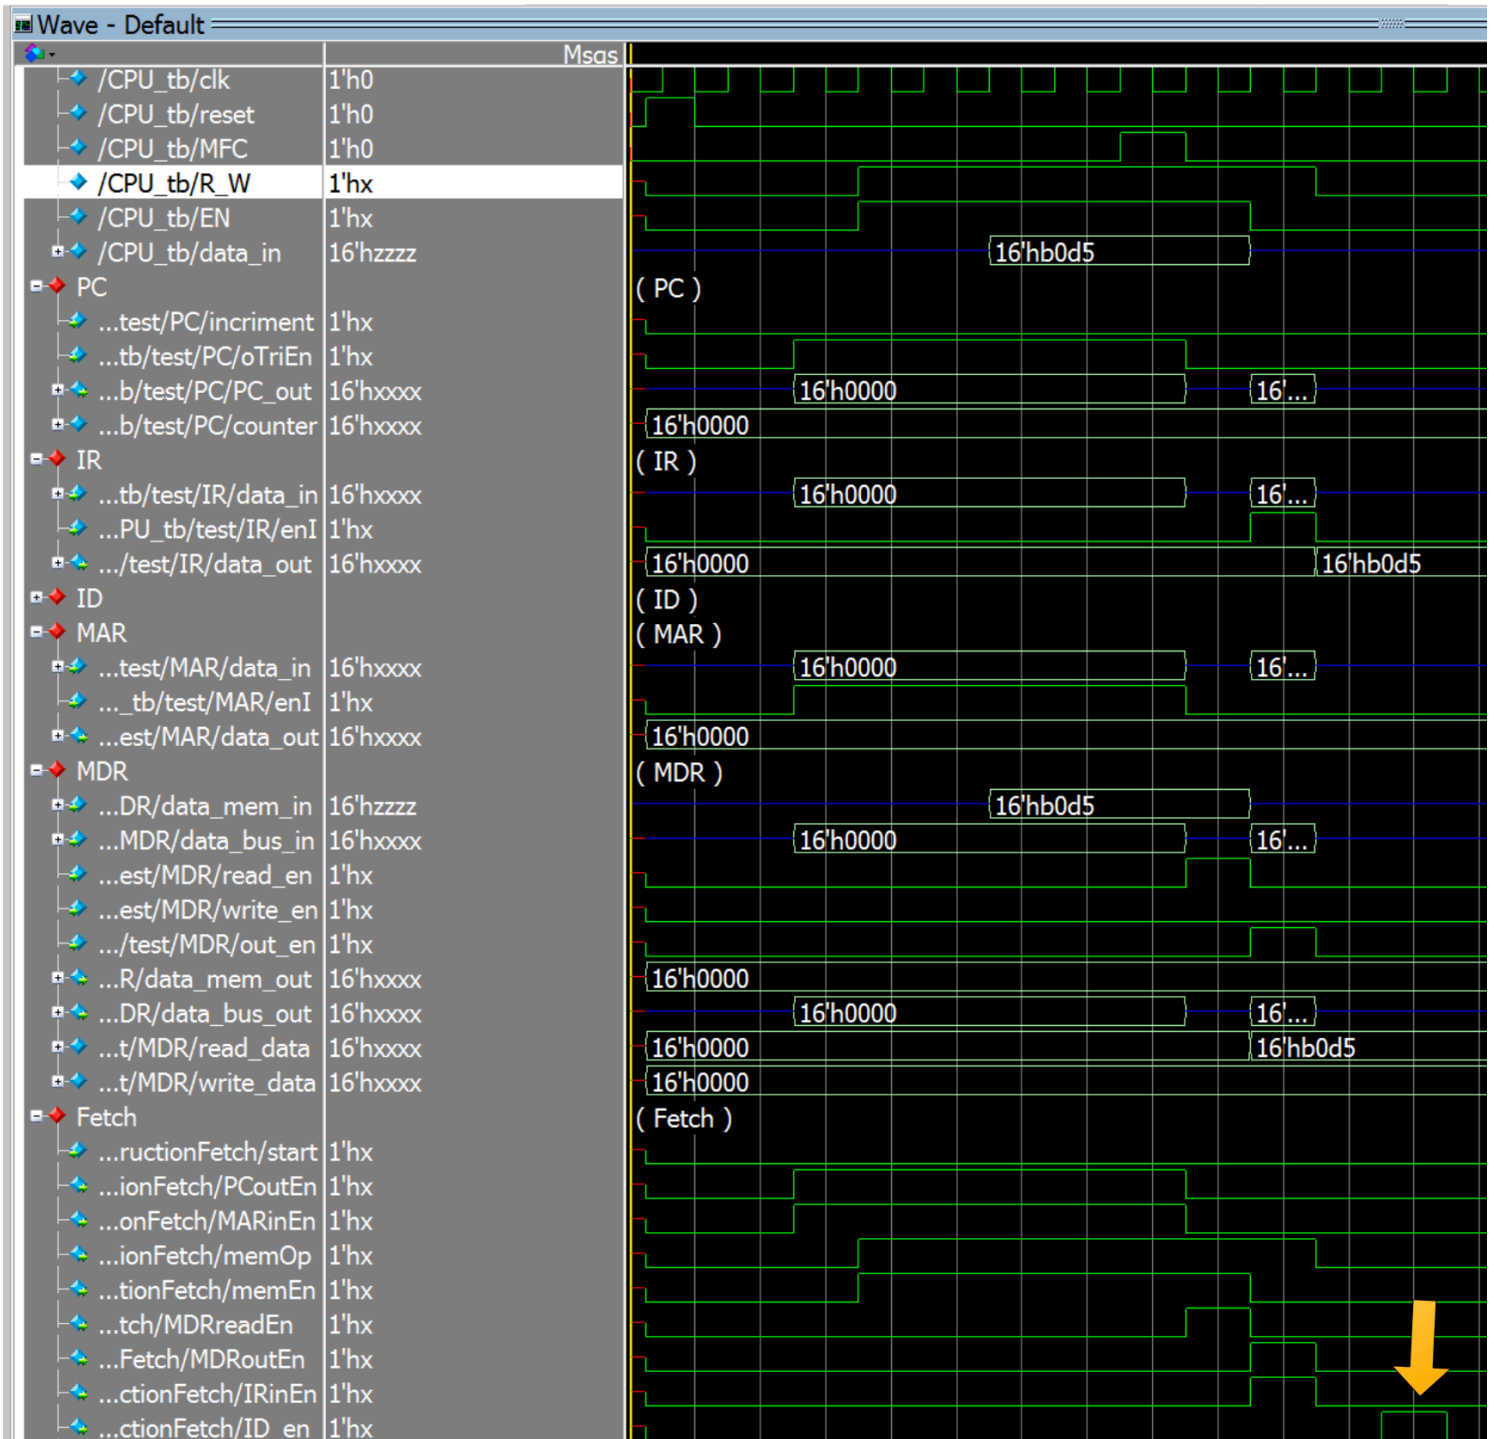 Wave - Default
Msgs
/CPU_tb/clk 1'h0
/CPU_tb/reset 1'h0
/CPU_tb/MFC 1'h0
/CPU_tb/R_W 1'hx
/CPU_tb/EN 1'hx
/CPU_tb/data_in 16'hzzzz 16'hb0d5
PC ( PC )
...test/PC/incriment 1'hx
...tb/test/PC/oTriEn 1'hx
...b/test/PC/PC_out 16'hxxxx 16'h0000 16'...
...b/test/PC/counter 16'hxxxx 16'h0000
IR ( IR )
...tb/test/IR/data_in 16'hxxxx 16'h0000 16'...
...PU_tb/test/IR/enI 1'hx
.../test/IR/data_out 16'hxxxx 16'h0000 16'hb0d5
ID ( ID )
MAR ( MAR )
...test/MAR/data_in 16'hxxxx 16'h0000 16'...
..._tb/test/MAR/enI 1'hx
...est/MAR/data_out 16'hxxxx 16'h0000
MDR ( MDR )
...DR/data_mem_in 16'hzzzz 16'hb0d5
...MDR/data_bus_in 16'hxxxx 16'h0000 16'...
...est/MDR/read_en 1'hx
...est/MDR/write_en 1'hx
.../test/MDR/out_en 1'hx
...R/data_mem_out 16'hxxxx 16'h0000
...DR/data_bus_out 16'hxxxx 16'h0000 16'...
...t/MDR/read_data 16'hxxxx 16'h0000 16'hb0d5
...t/MDR/write_data 16'hxxxx 16'h0000
Fetch ( Fetch )
...ructionFetch/start 1'hx
...ionFetch/PCoutEn 1'hx
...onFetch/MARinEn 1'hx
...ionFetch/memOp 1'hx
...tionFetch/memEn 1'hx
...tch/MDRreadEn 1'hx
...Fetch/MDRoutEn 1'hx
...ctionFetch/IRinEn 1'hx
...ctionFetch/ID_en 1'hx